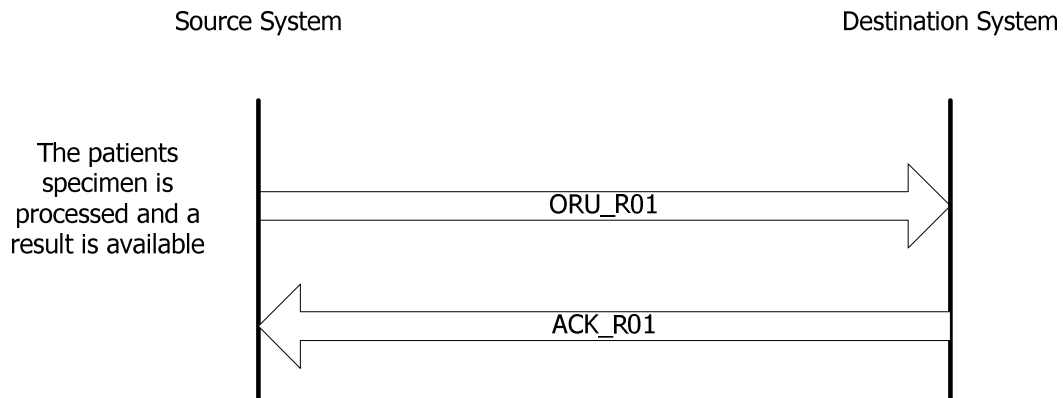 Source System
Destination System
The patients
specimen is
processed and a
result is available
ORU_R01
ACK_R01